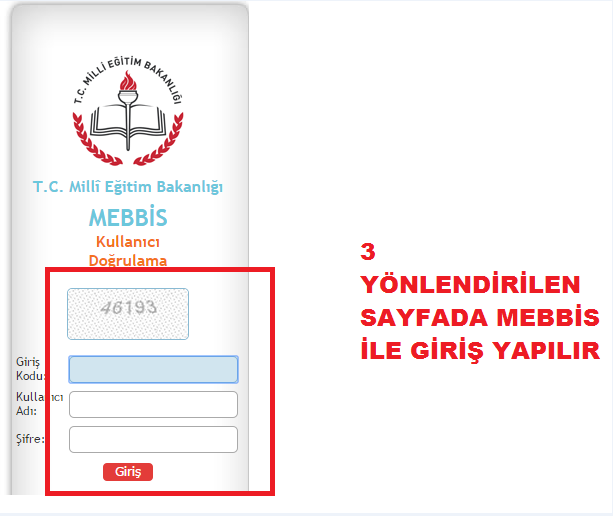 T.C. MİLLİ EĞİTİM BAKANLIĞI
T.C. Millî Eğitim Bakanlığı
MEBBİS
Kullanıcı
Doğrulama
46193
Giriş
Kodu:
Kullanıcı
Adı:
Şifre:
Giriş
3
YÖNLENDİRİLEN
SAYFADA MEBBİS
İLE GİRİŞ YAPILIR